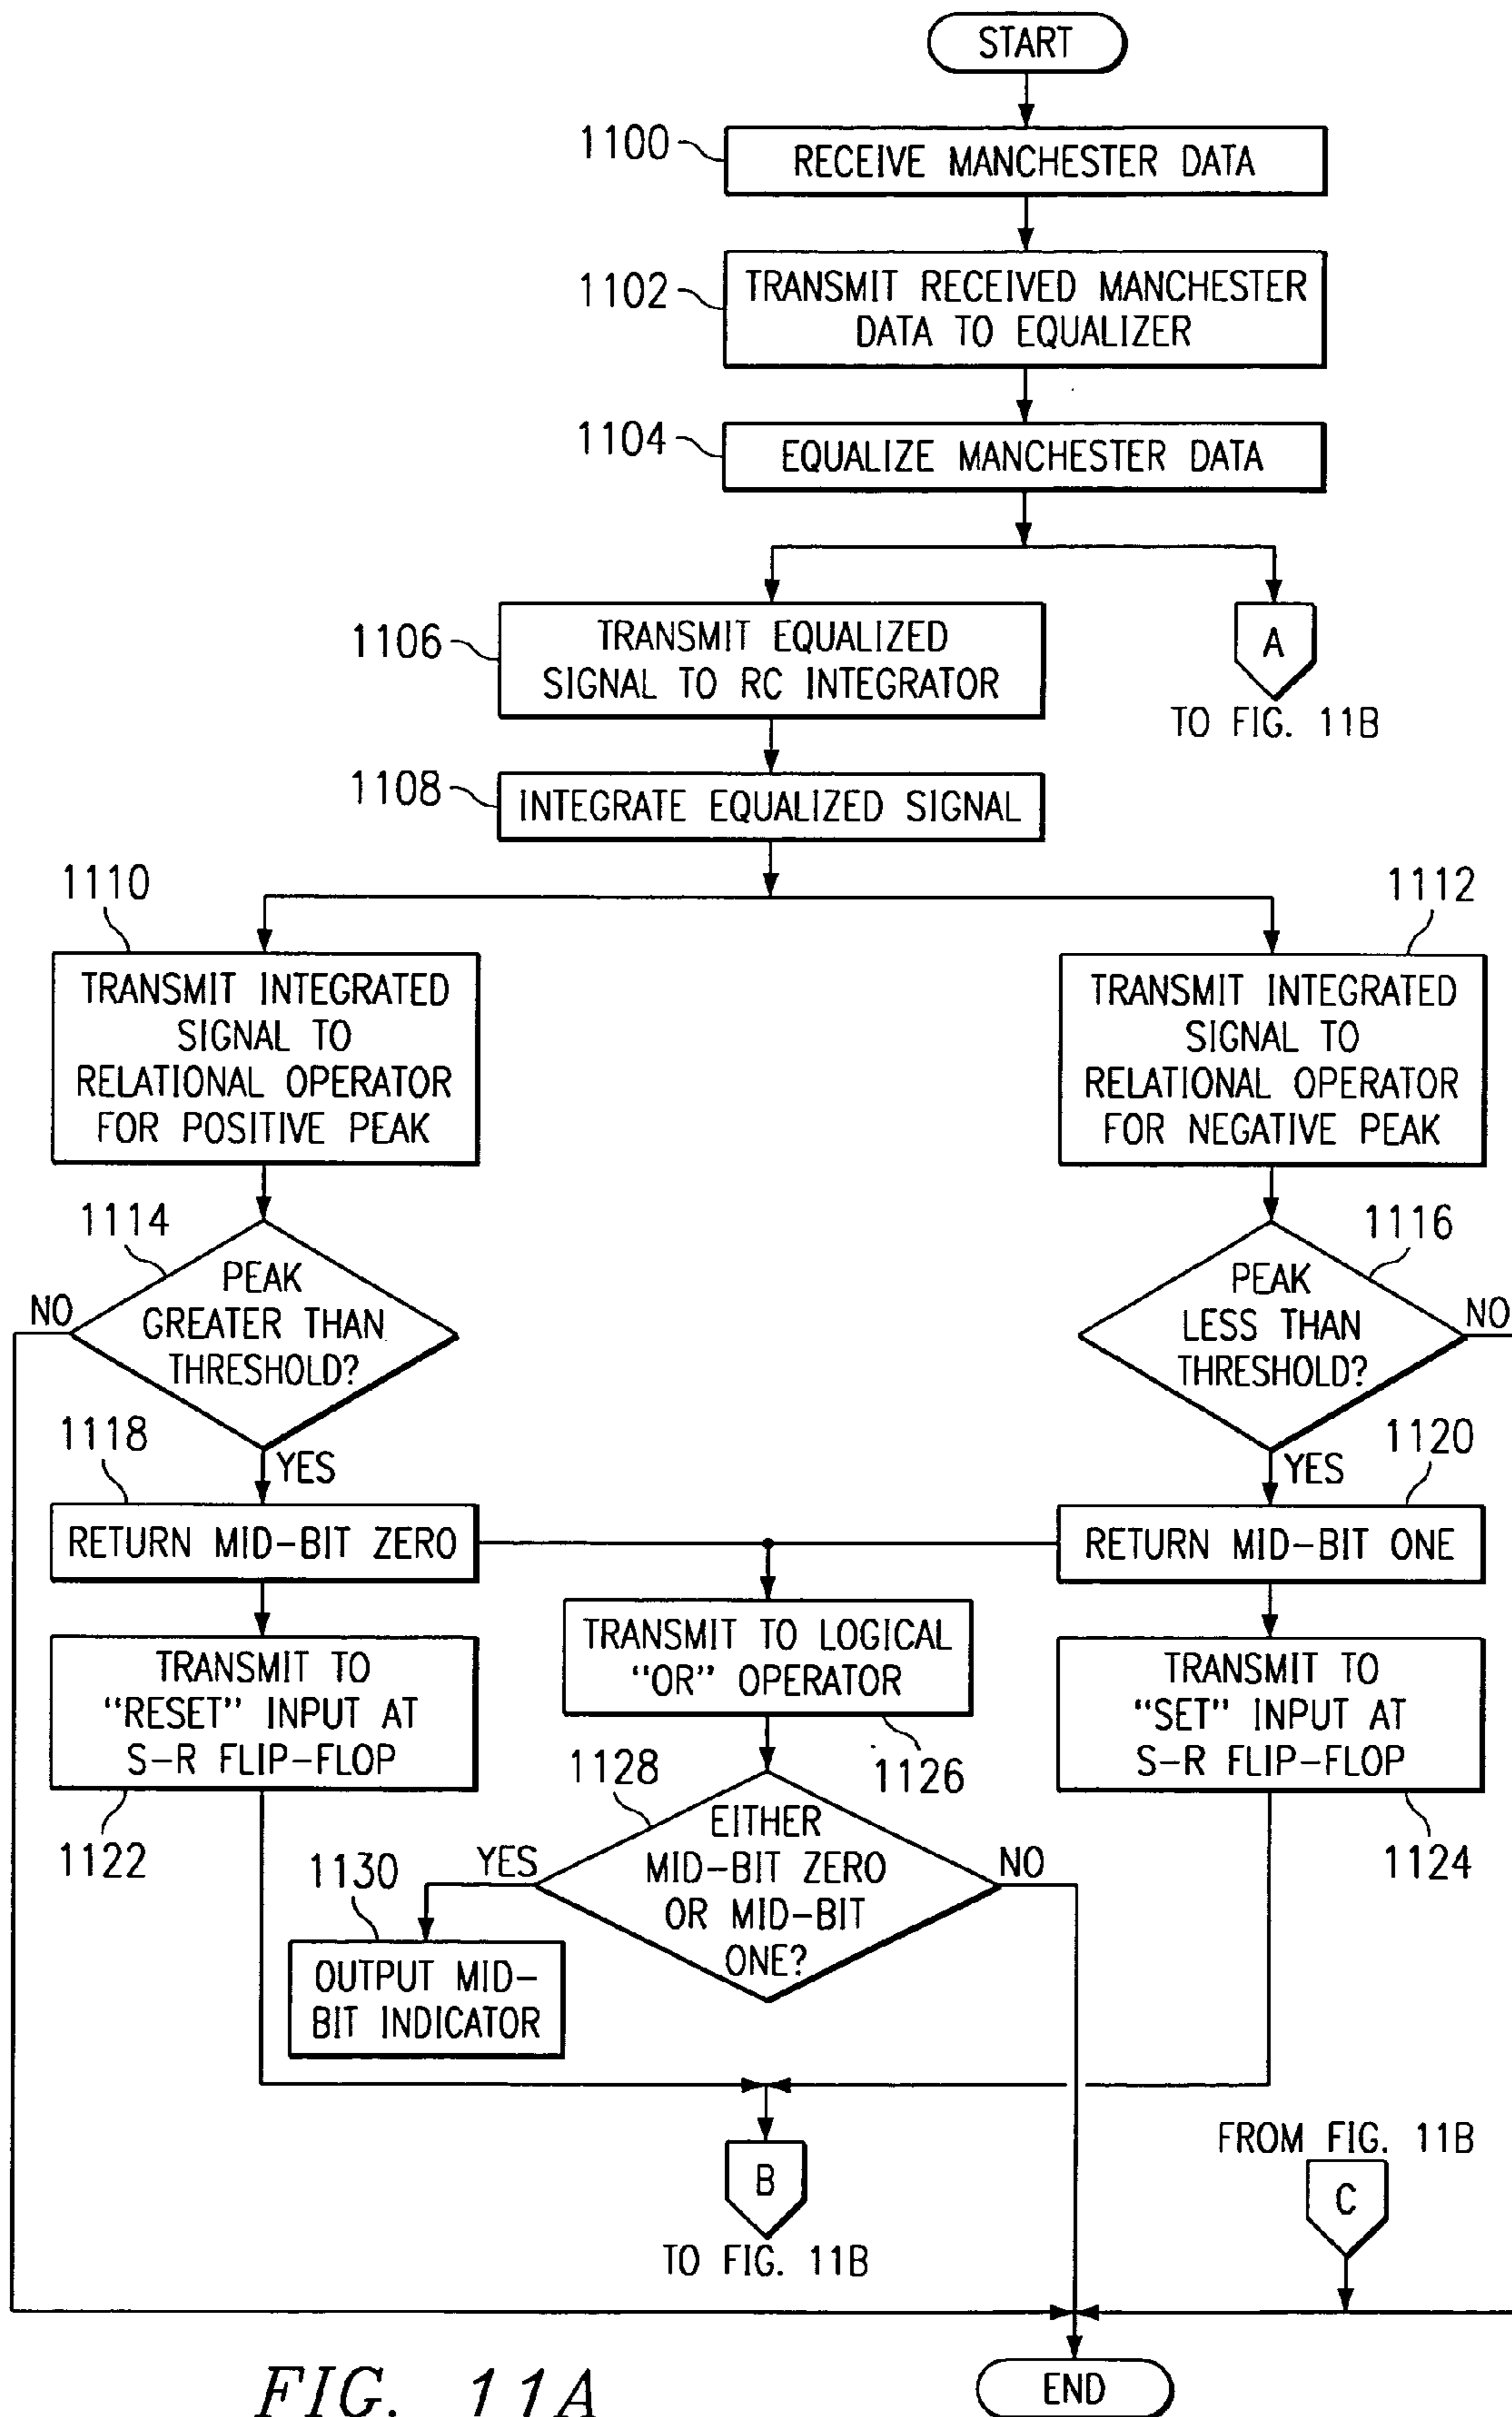 START
1100
RECEIVE MANCHESTER DATA
1102
TRANSMIT RECEIVED MANCHESTER
DATA TO EQUALIZER
1104
EQUALIZE MANCHESTER DATA
1106
TRANSMIT EQUALIZED
SIGNAL TO RC INTEGRATOR
A
TO FIG. 11B
1108
INTEGRATE EQUALIZED SIGNAL
1110
TRANSMIT INTEGRATED
SIGNAL TO
RELATIONAL OPERATOR
FOR POSITIVE PEAK
1112
TRANSMIT INTEGRATED
SIGNAL TO
RELATIONAL OPERATOR
FOR NEGATIVE PEAK
1114
PEAK
GREATER THAN
THRESHOLD?
NO
YES
1116
PEAK
LESS THAN
THRESHOLD?
NO
YES
1118
RETURN MID-BIT ZERO
1120
RETURN MID-BIT ONE
1122
TRANSMIT TO
"RESET" INPUT AT
S-R FLIP-FLOP
TRANSMIT TO LOGICAL
"OR" OPERATOR
1126
TRANSMIT TO
"SET" INPUT AT
S-R FLIP-FLOP
1124
1128
EITHER
MID-BIT ZERO
OR MID-BIT
ONE?
YES
NO
1130
OUTPUT MID-
BIT INDICATOR
B
TO FIG. 11B
FROM FIG. 11B
C
END
FIG. 11A